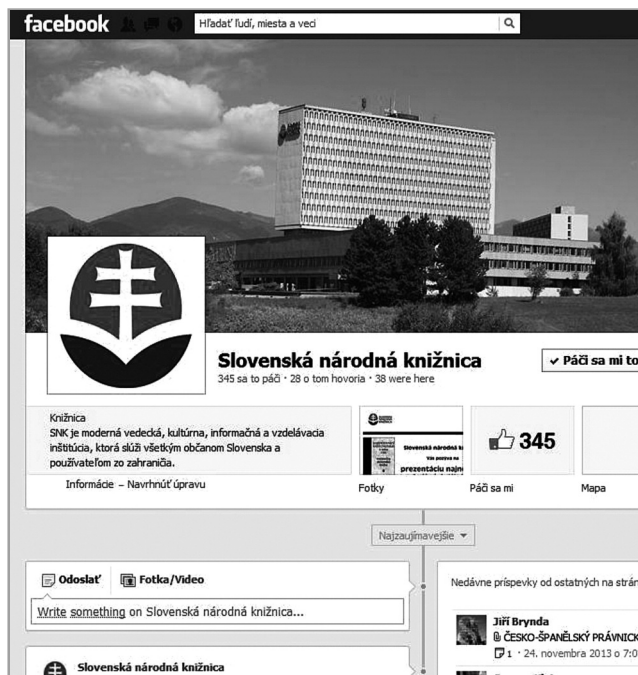 facebook
Hľadať ľudí, miesta a veci
Slovenská národná knižnica
345 sa to páči · 28 o tom hovoria · 38 were here
✓ Páči sa mi to
Knižnica
SNK je moderná vedecká, kultúrna, informačná a vzdelávacia
inštitúcia, ktorá slúži všetkým občanom Slovenska a
používateľom zo zahraničia.
Informácie – Navrhnúť úpravu
Slovenská národná k
Vás pozýva na
prezentáciu najno
345
Fotky
Páči sa mi
Mapa
Najzaujímavejšie
Odoslať
Fotka/Video
Write something on Slovenská národná knižnica...
Nedávne príspevky od ostatných na strán
Jiří Brynda
ČESKO-ŠPANĚLSKÝ PRÁVNICK
1 · 24. novembra 2013 o 7:0
Slovenská národná knižnica